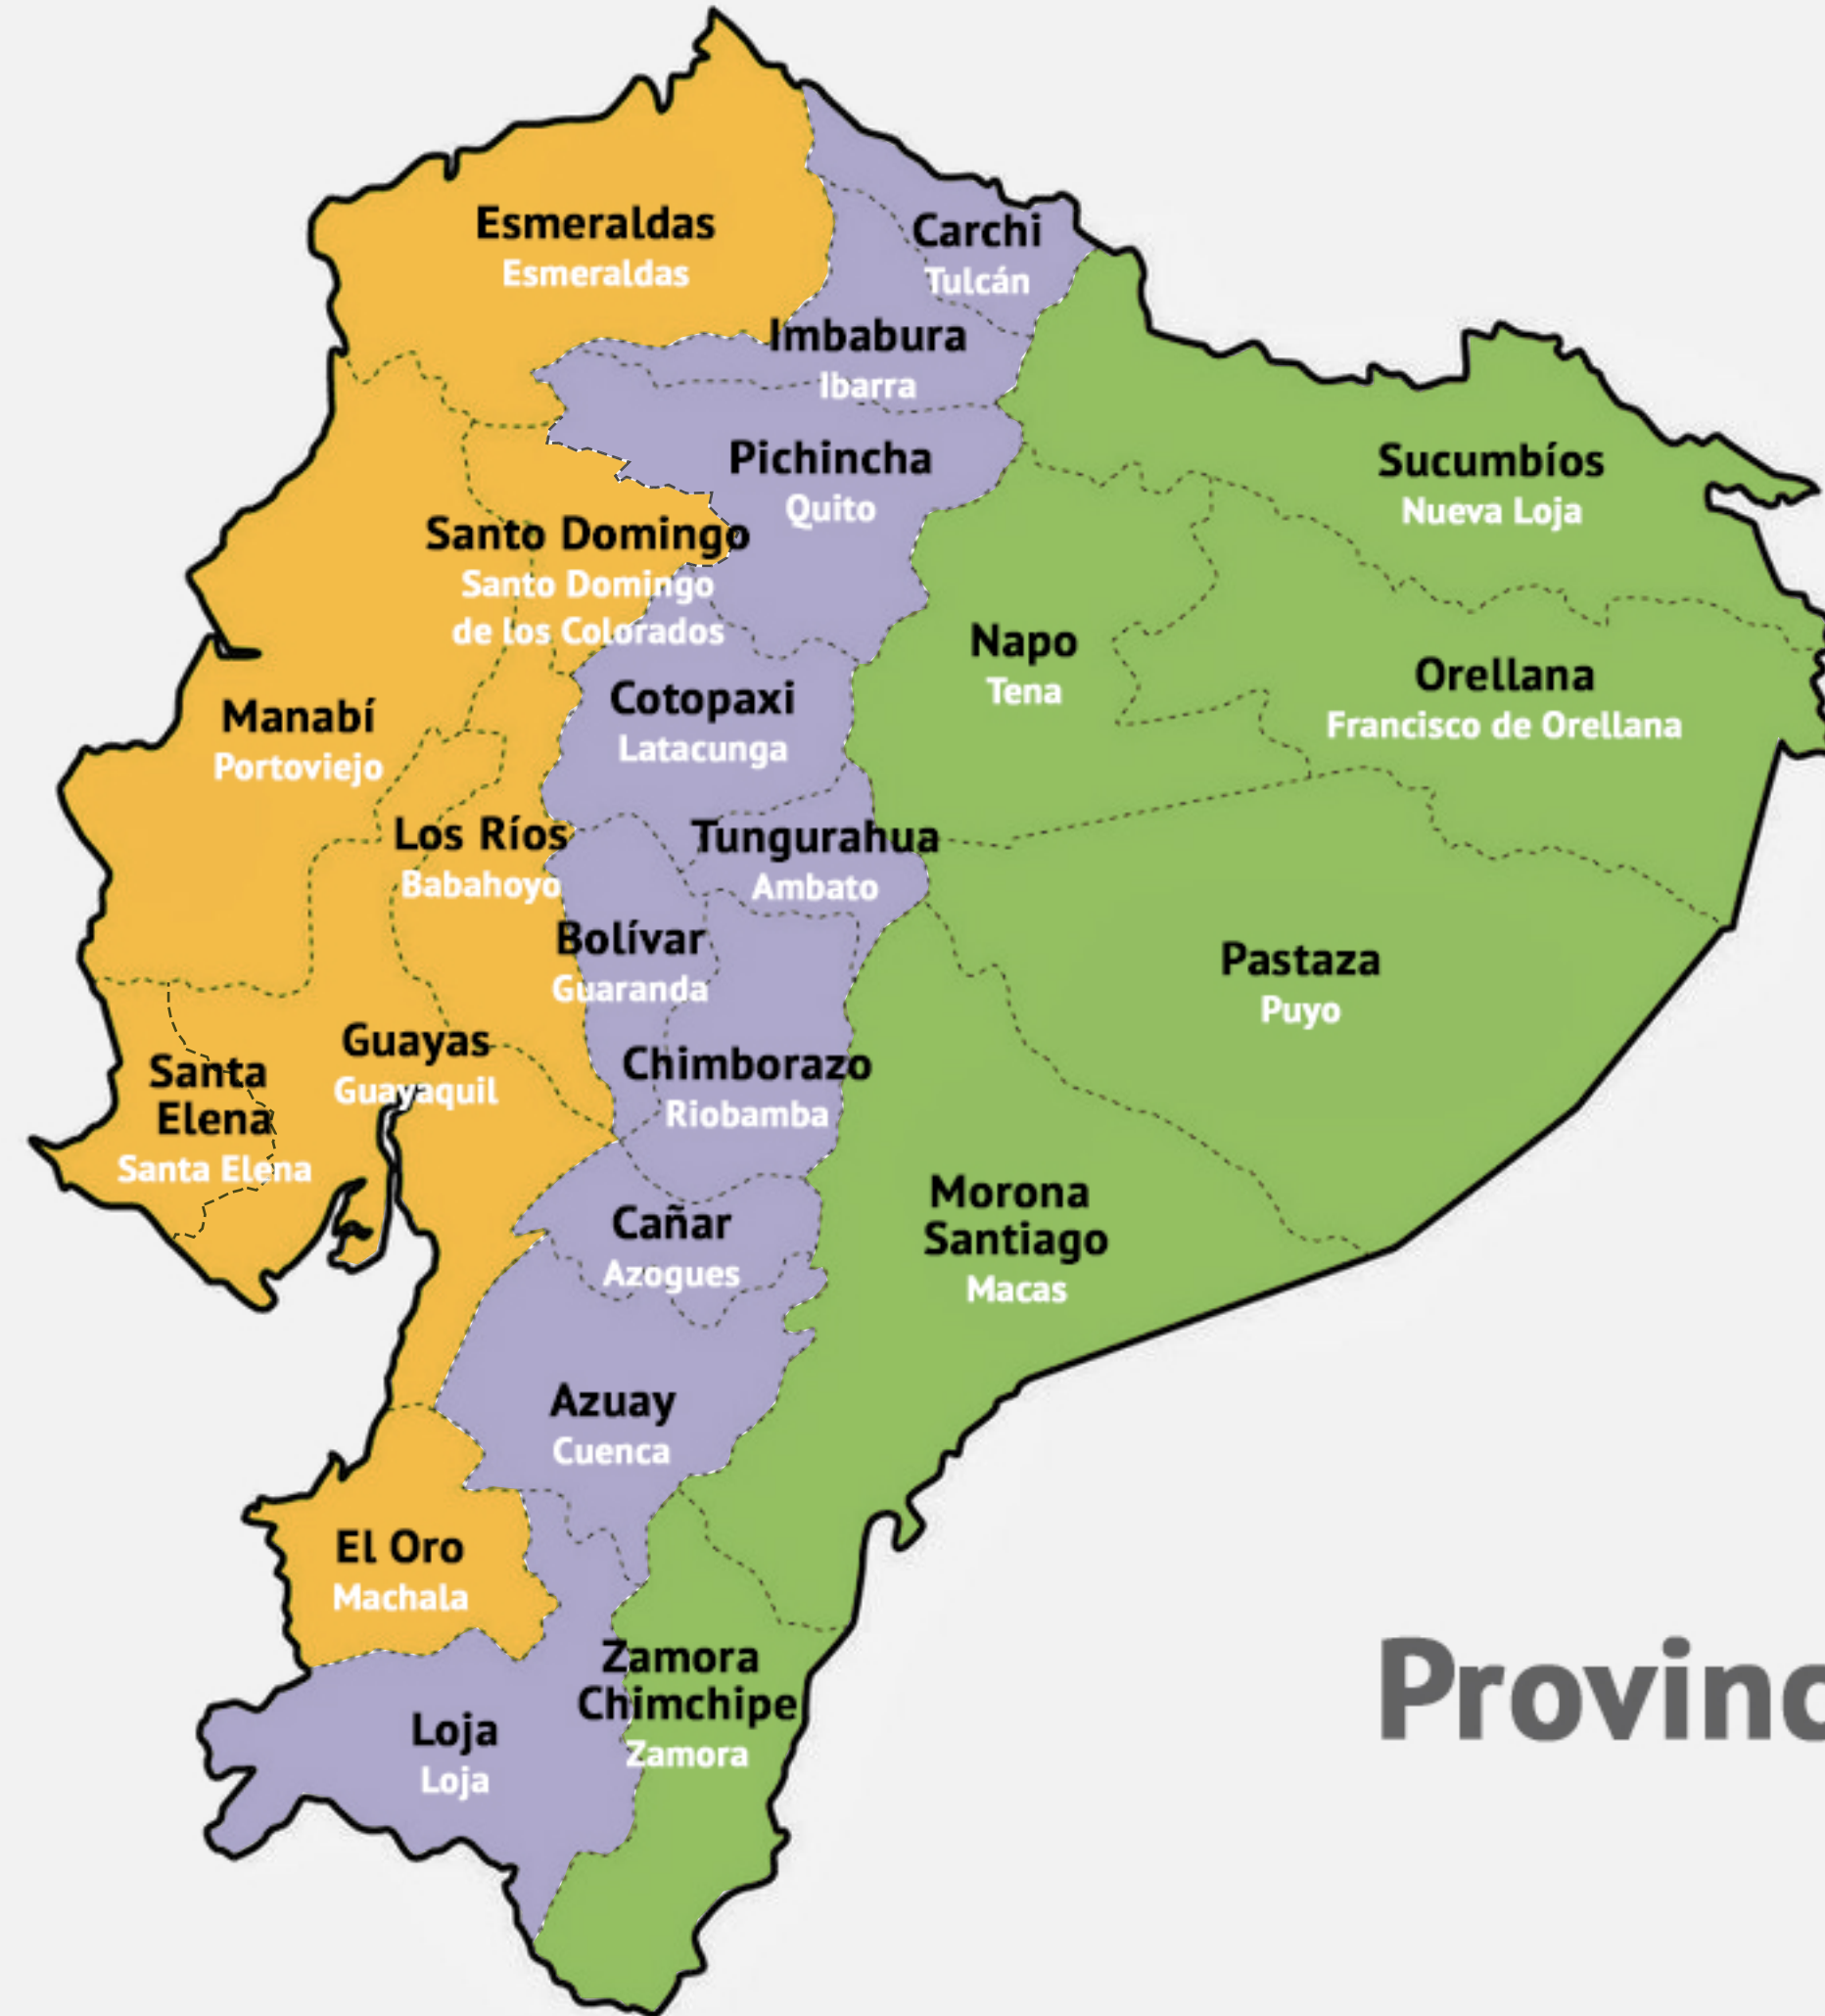 Esmeraldas
Esmeraldas
Carchi
Tulcán
Imbabura
Ibarra
Pichincha
Quito
Sucumbíos
Nueva Loja
Santo Domingo
Santo Domingo
de los Colorados
Napo
Tena
Orellana
Francisco de Orellana
Manabí
Portoviejo
Cotopaxi
Latacunga
Los Ríos
Babahoyo
Tungurahua
Ambato
Bolívar
Guaranda
Pastaza
Puyo
Guayas
Guayaquil
Santa
Elena
Santa Elena
Chimborazo
Riobamba
Morona
Santiago
Macas
Cañar
Azogues
Azuay
Cuenca
El Oro
Machala
Zamora
Chimchipe
Zamora
Loja
Loja
Provinc